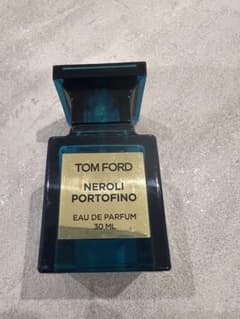 TOM FORD
NEROLI
PORTOFINO
EAU DE PARFUM
30 ML